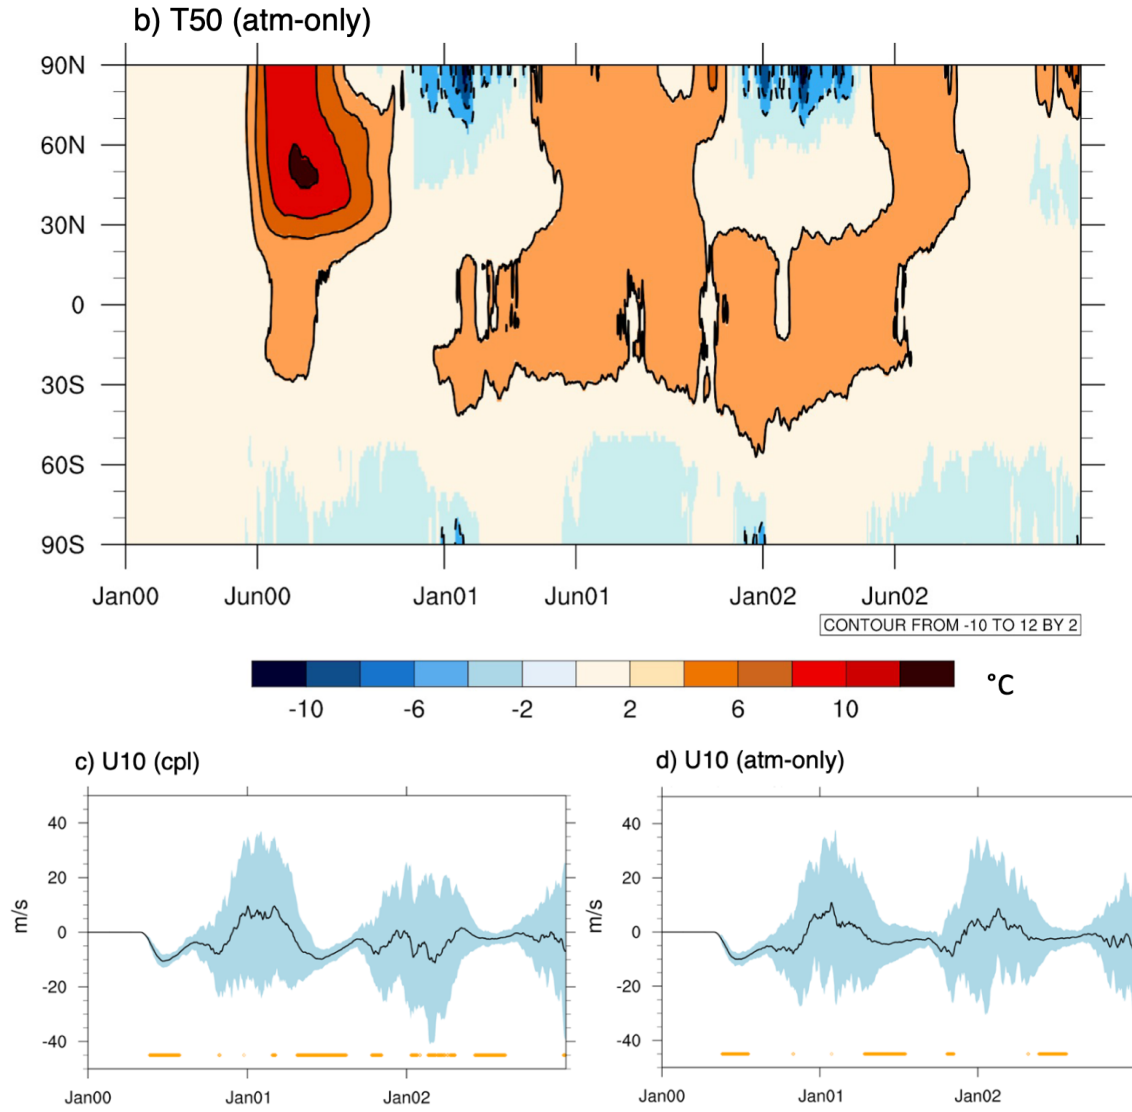 b) T50 (atm-only)
90N
60N
30N
0
30S
60S
90S
Jan00 Jun00 Jan01 Jun01 Jan02 Jun02
CONTOUR FROM -10 TO 12 BY 2
-10 -6 -2 2 6 10 °C
c) U10 (cpl)
m/s
40
20
0
-20
-40
Jan00 Jan01 Jan02
d) U10 (atm-only)
m/s
40
20
0
-20
-40
Jan00 Jan01 Jan02